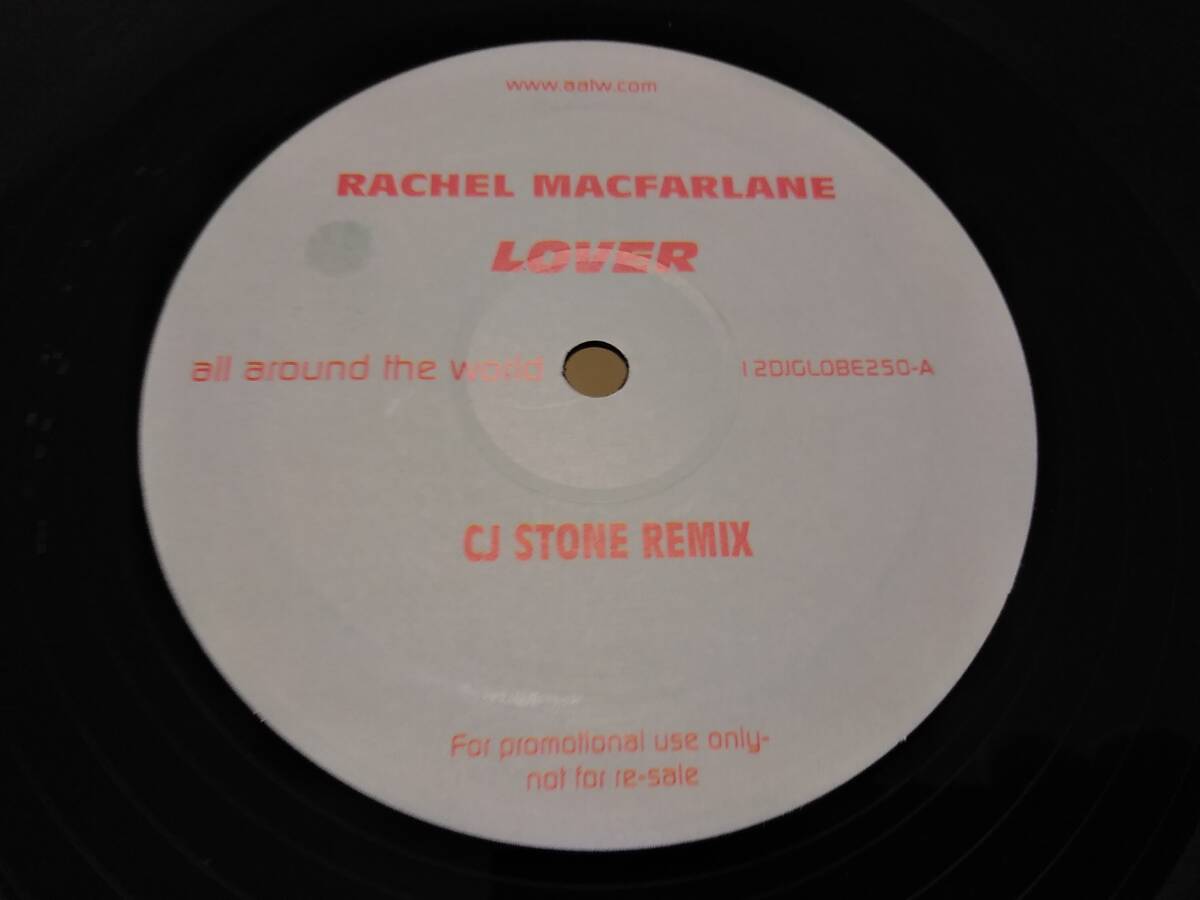 www.aatw.com
RACHEL MACFARLANE
LOVER
all around the world
12DJGLOBE250-A
CJ STONE REMIX
For promotional use only-
not for re-sale